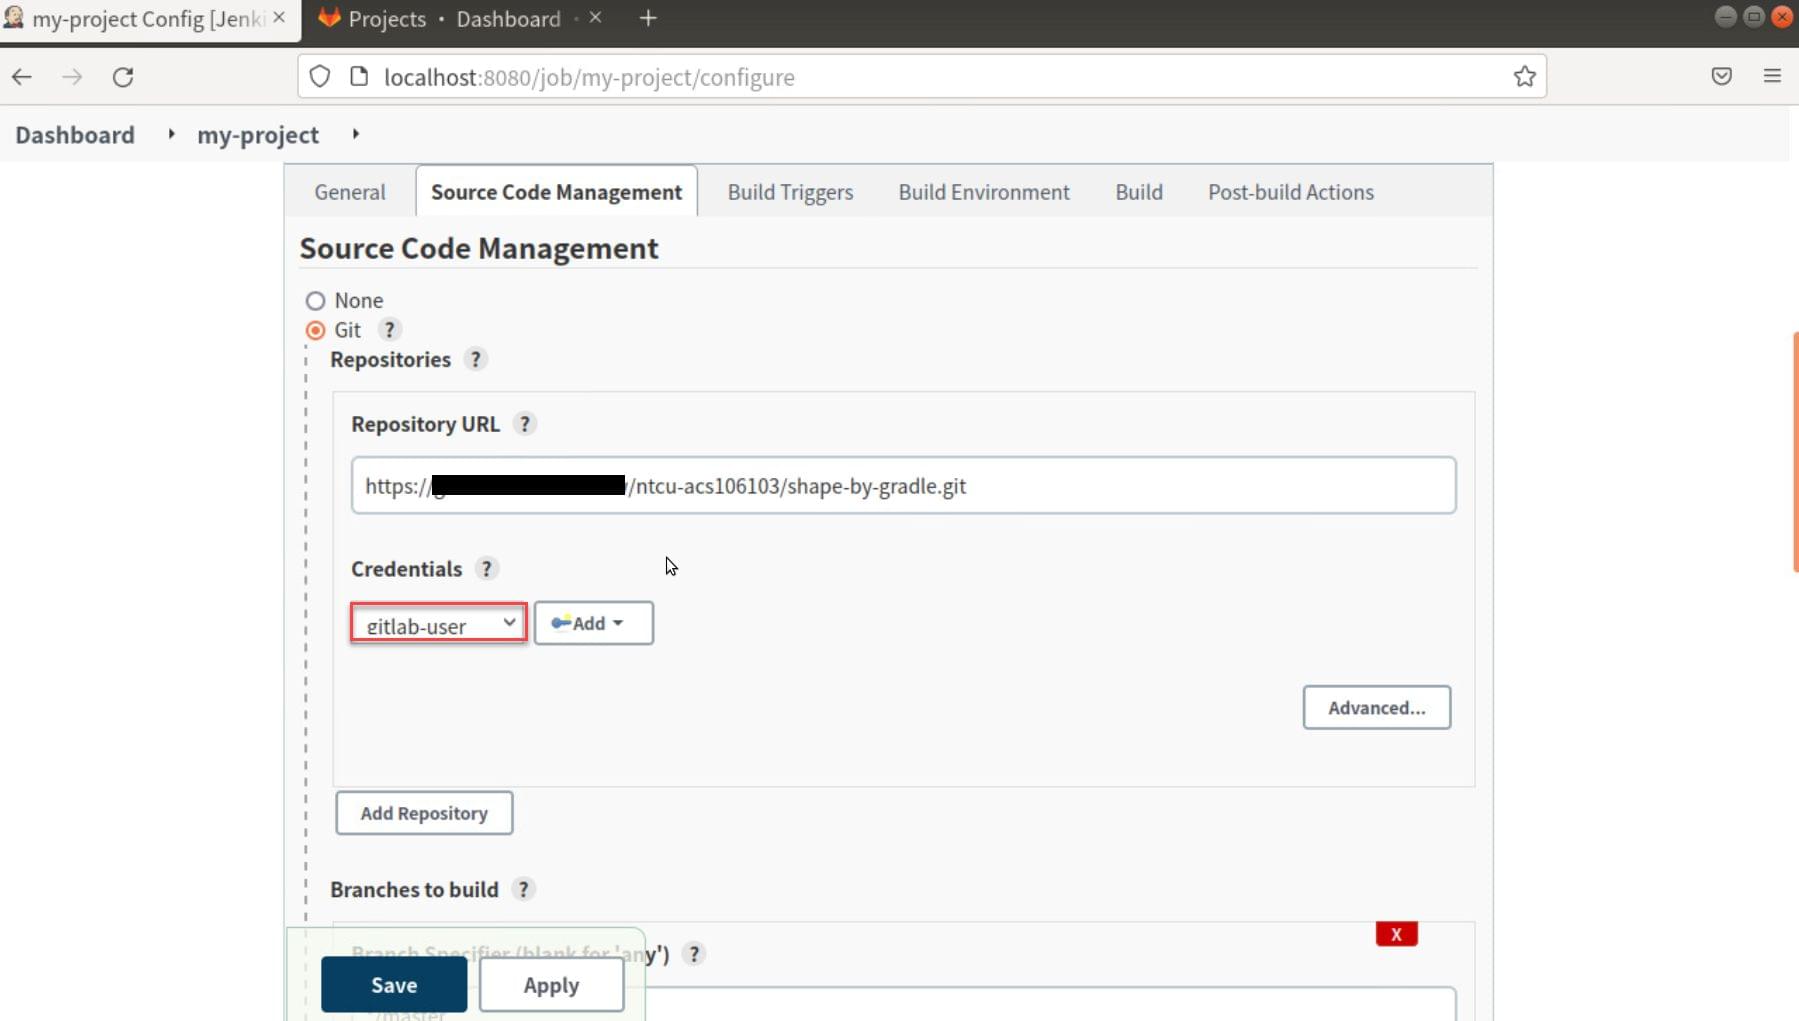 my-project Config [Jenki
Projects · Dashboard ·
localhost:8080/job/my-project/configure
Dashboard my-project
General Source Code Management Build Triggers Build Environment Build Post-build Actions
Source Code Management
None
Git ?
Repositories ?
Repository URL ?
https:// /ntcu-acs106103/shape-by-gradle.git
Credentials ?
gitlab-user Add
Advanced...
Add Repository
Branches to build ?
X
Branch Specifier (blank for 'any') ?
Save Apply
*/master